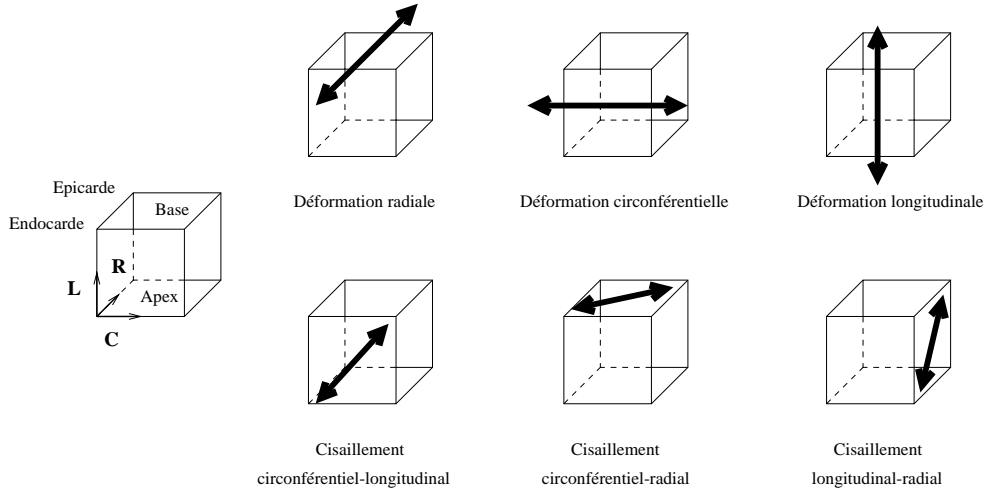 Déformation radiale
Déformation circonférentielle
Déformation longitudinale
Epicarde
Base
Endocarde
R
L
Apex
C
Cisaillement
circonférentiel-longitudinal
Cisaillement
circonférentiel-radial
Cisaillement
longitudinal-radial